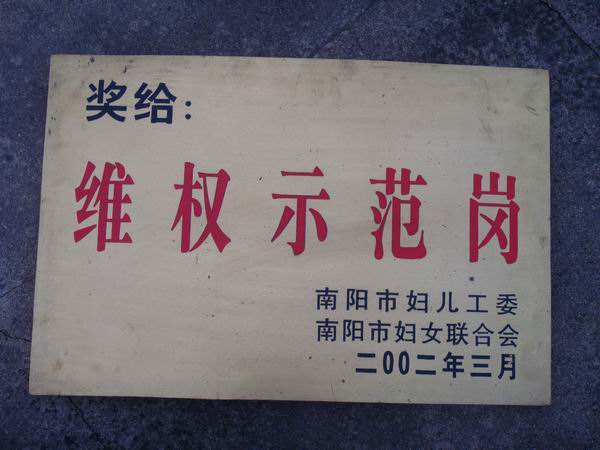 奖给：
维权示范岗
南阳市妇儿工委
南阳市妇女联合会
二00二年三月